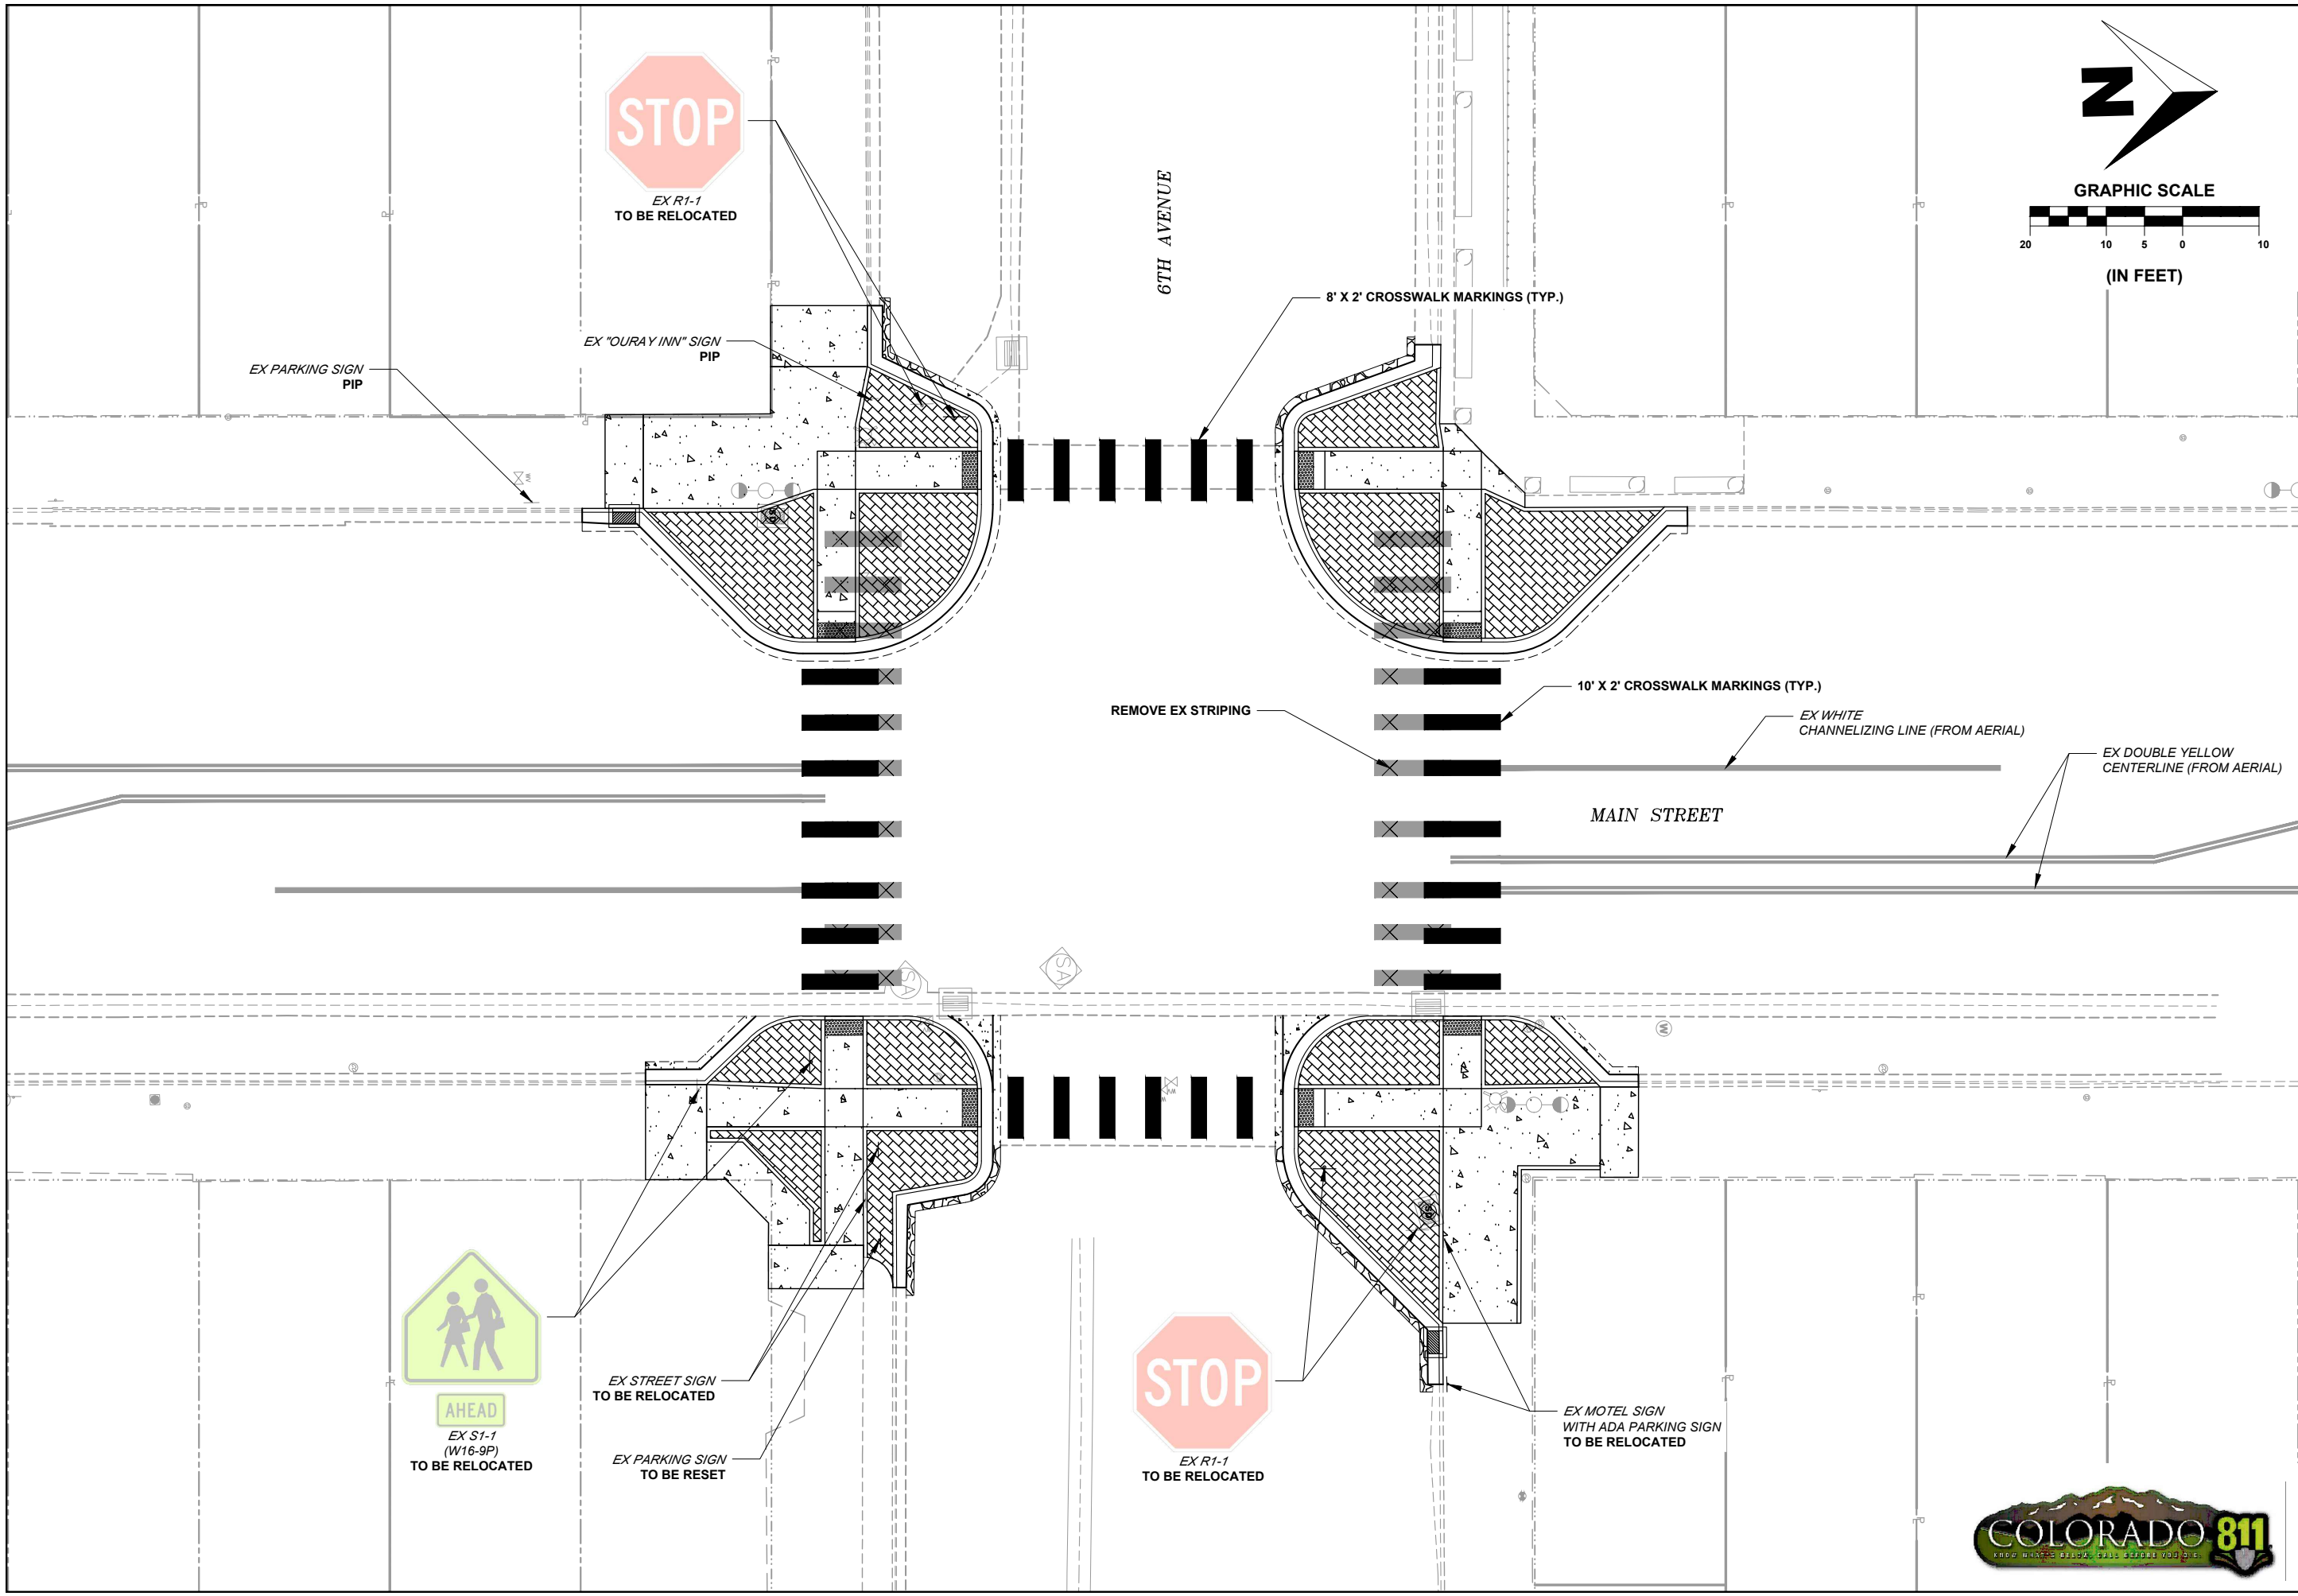 STOP
EX R1-1
TO BE RELOCATED
6TH AVENUE
N
GRAPHIC SCALE
20 10 5 0 10
(IN FEET)
8' X 2' CROSSWALK MARKINGS (TYP.)
EX "OURAY INN" SIGN
PIP
EX PARKING SIGN
PIP
10' X 2' CROSSWALK MARKINGS (TYP.)
REMOVE EX STRIPING
EX WHITE
CHANNELIZING LINE (FROM AERIAL)
EX DOUBLE YELLOW
CENTERLINE (FROM AERIAL)
MAIN STREET
SA
SA
W
AHEAD
EX S1-1
(W16-9P)
TO BE RELOCATED
EX STREET SIGN
TO BE RELOCATED
EX PARKING SIGN
TO BE RESET
STOP
EX R1-1
TO BE RELOCATED
EX MOTEL SIGN
WITH ADA PARKING SIGN
TO BE RELOCATED
COLORADO 811